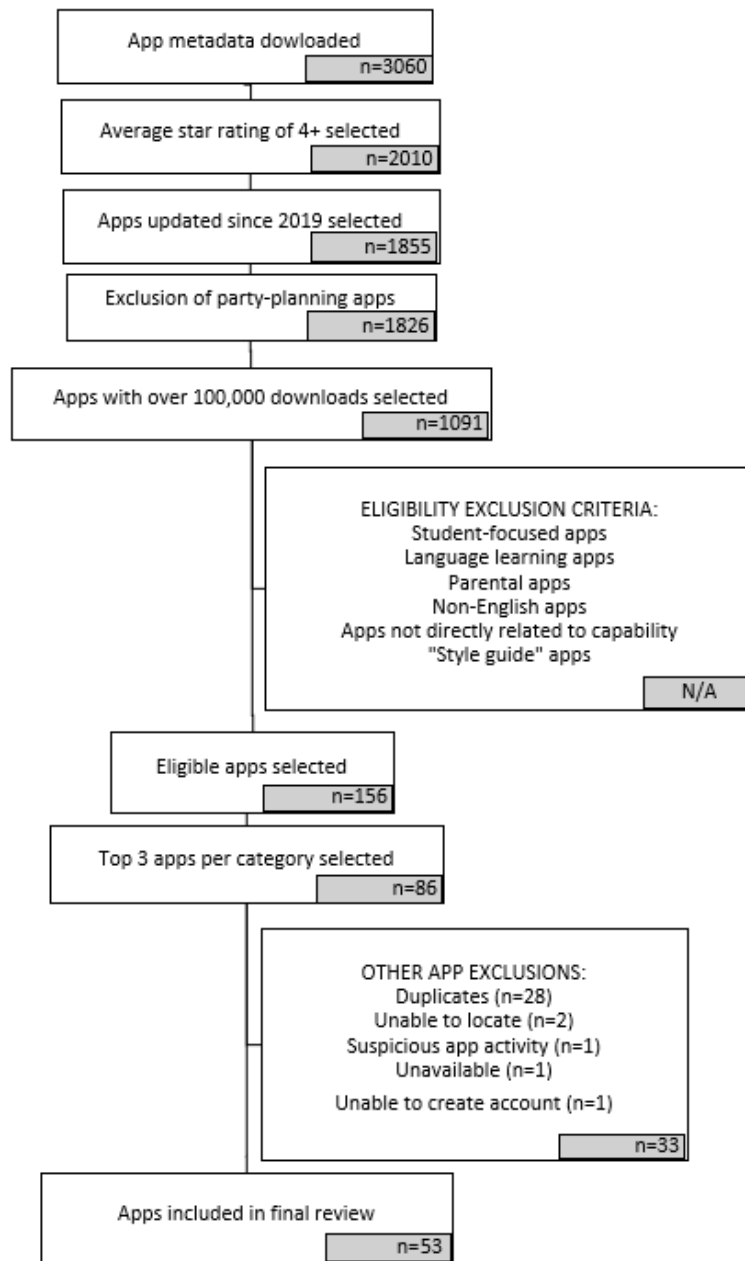 App metadata dowloaded
n=3060
Average star rating of 4+ selected
n=2010
Apps updated since 2019 selected
n=1855
Exclusion of party-planning apps
n=1826
Apps with over 100,000 downloads selected
n=1091
ELIGIBILITY EXCLUSION CRITERIA:
Student-focused apps
Language learning apps
Parental apps
Non-English apps
Apps not directly related to capability
"Style guide" apps
N/A
Eligible apps selected
n=156
Top 3 apps per category selected
n=86
OTHER APP EXCLUSIONS:
Duplicates (n=28)
Unable to locate (n=2)
Suspicious app activity (n=1)
Unavailable (n=1)
Unable to create account (n=1)
n=33
Apps included in final review
n=53